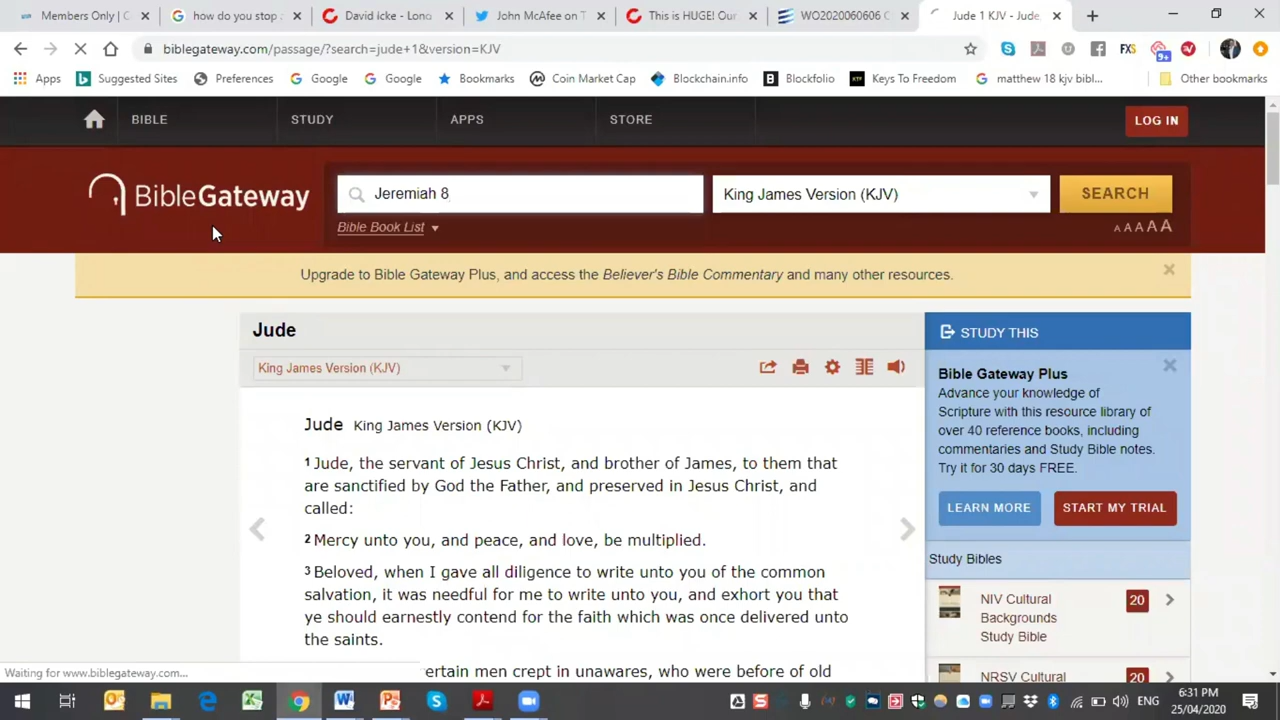 Members Only | C
how do you stop a
David icke - Lond
John McAfee on T
This is HUGE! Our
WO2020060606 C
Jude 1 KJV - Jude,
biblegateway.com/passage/?search=jude+1&version=KJV
FXS
9+
Apps
Suggested Sites
Preferences
Google
Google
Bookmarks
Coin Market Cap
Blockchain.info
Blockfolio
Keys To Freedom
matthew 18 kjv bibl...
Other bookmarks
BIBLE
STUDY
APPS
STORE
LOG IN
BibleGateway
Jeremiah 8
King James Version (KJV)
SEARCH
Bible Book List
A A A A A
Upgrade to Bible Gateway Plus, and access the Believer's Bible Commentary and many other resources.
Jude
King James Version (KJV)
Jude King James Version (KJV)
1 Jude, the servant of Jesus Christ, and brother of James, to them that
are sanctified by God the Father, and preserved in Jesus Christ, and
called:
2 Mercy unto you, and peace, and love, be multiplied.
3 Beloved, when I gave all diligence to write unto you of the common
salvation, it was needful for me to write unto you, and exhort you that
ye should earnestly contend for the faith which was once delivered unto
the saints.
ertain men crept in unawares, who were before of old
STUDY THIS
Bible Gateway Plus
Advance your knowledge of
Scripture with this resource library of
over 40 reference books, including
commentaries and Study Bible notes.
Try it for 30 days FREE.
LEARN MORE
START MY TRIAL
Study Bibles
NIV Cultural
Backgrounds
Study Bible
20
NRSV Cultural
20
Waiting for www.biblegateway.com...
ENG
6:31 PM
25/04/2020